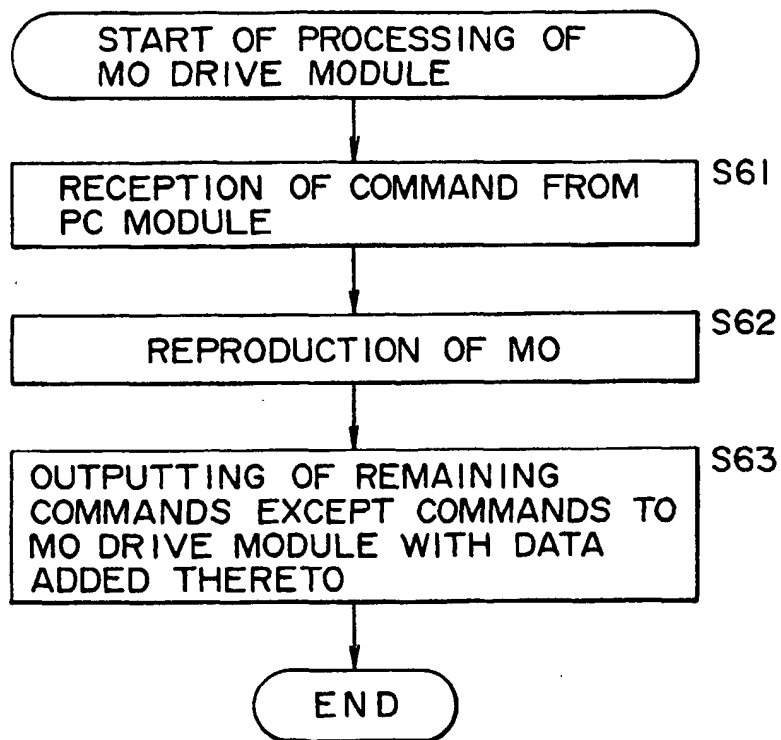 START OF PROCESSING OF
MO DRIVE MODULE
S61
RECEPTION OF COMMAND FROM
PC MODULE
S62
REPRODUCTION OF MO
S63
OUTPUTTING OF REMAINING
COMMANDS EXCEPT COMMANDS TO
MO DRIVE MODULE WITH DATA
ADDED THERETO
END